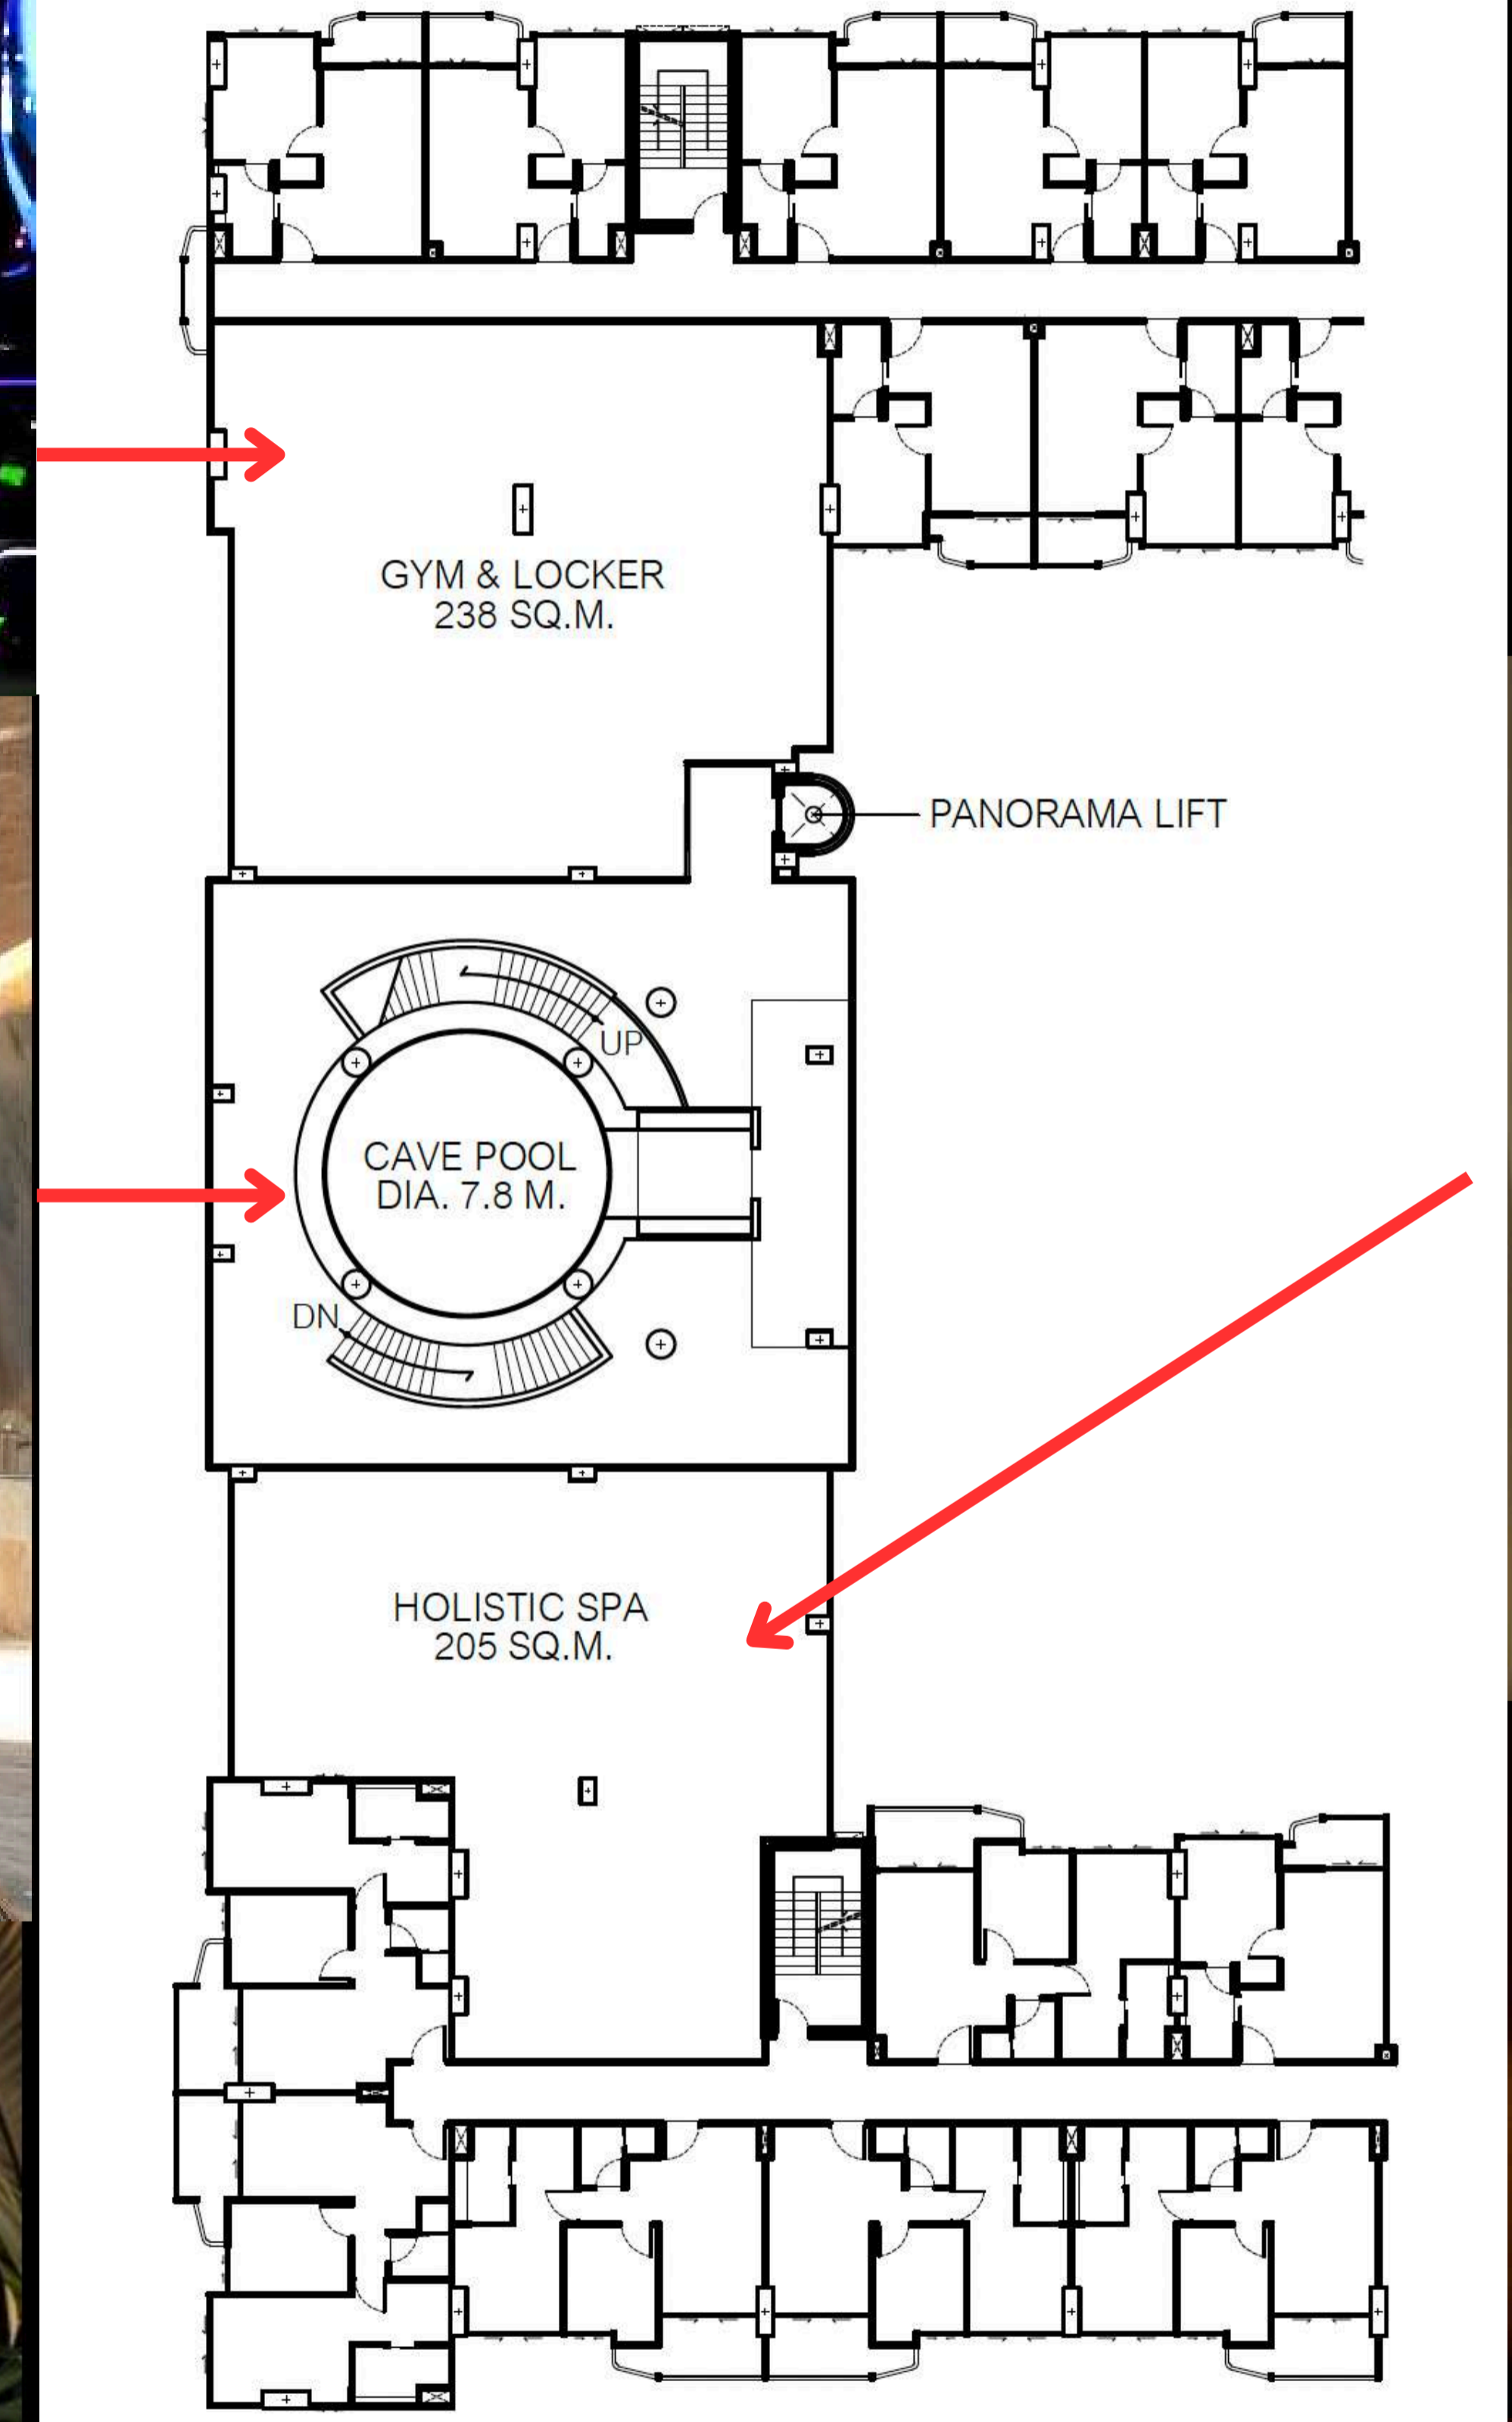 GYM & LOCKER
238 SQ.M.
PANORAMA LIFT
UP
CAVE POOL
DIA. 7.8 M.
DN
HOLISTIC SPA
205 SQ.M.